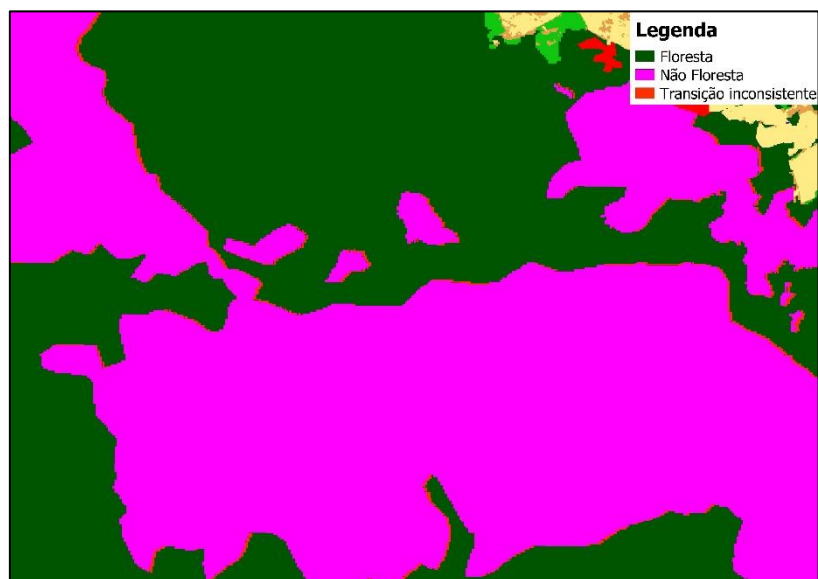 Legenda
Floresta
Não Floresta
Transição inconsistente